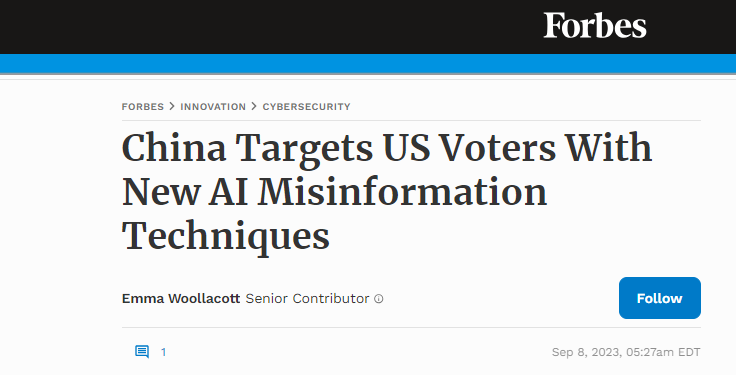 Forbes
FORBES > INNOVATION > CYBERSECURITY
China Targets US Voters With
New AI Misinformation
Techniques
Emma Woollacott Senior Contributor
Follow
1
Sep 8, 2023, 05:27am EDT